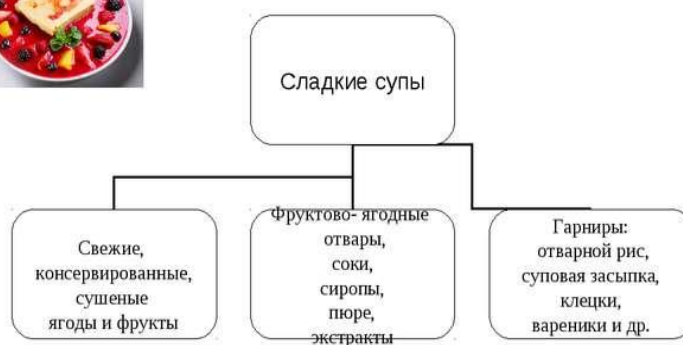 Сладкие супы
Свежие,
консервированные,
сушеные
ягоды и фрукты
Фруктово- ягодные
отвары,
соки,
сиропы,
пюре,
экстракты
Гарниры:
отварной рис,
суповая засыпка,
клецки,
вареники и др.